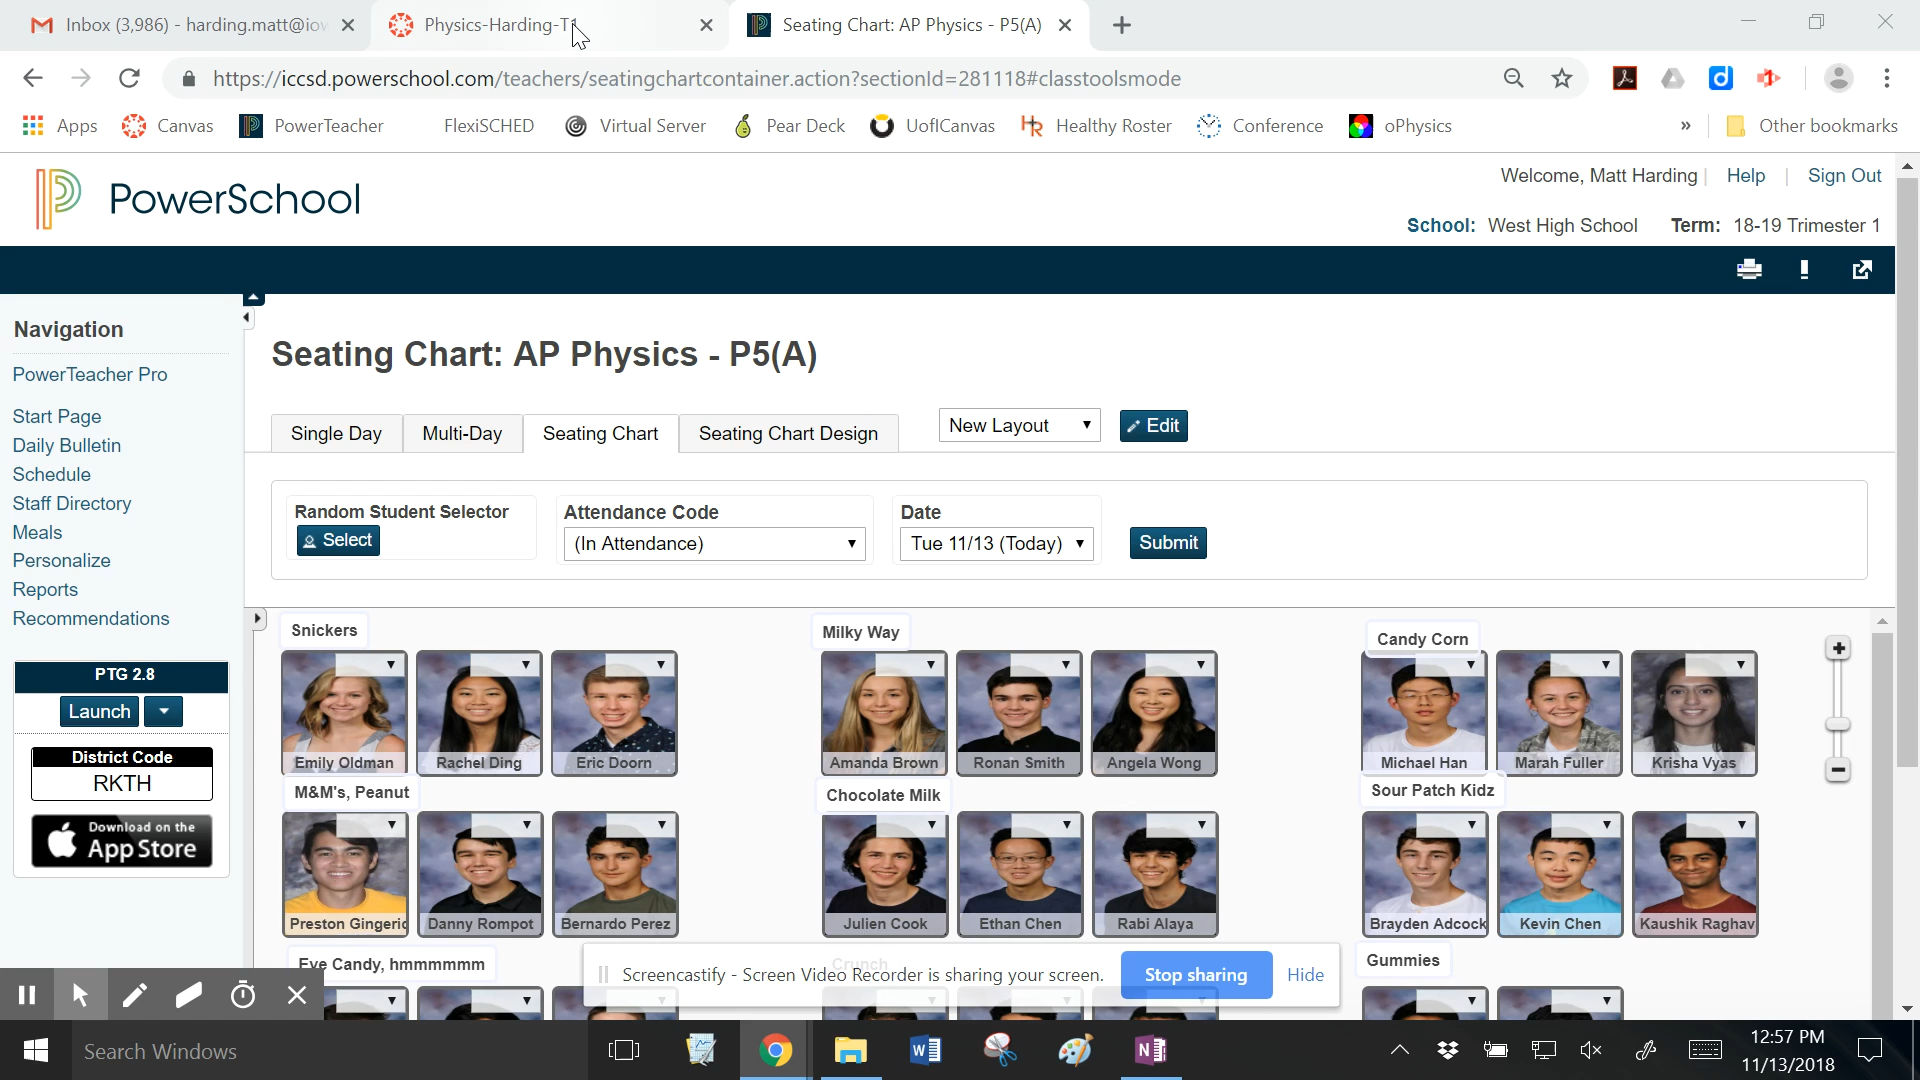 Inbox (3,986) - harding.matt@iow
Physics-Harding-T1
Seating Chart: AP Physics - P5(A)
https://iccsd.powerschool.com/teachers/seatingchartcontainer.action?sectionId=281118#classtoolsmode
Apps Canvas PowerTeacher FlexiSCHED Virtual Server Pear Deck UofICanvas Healthy Roster Conference oPhysics » Other bookmarks
PowerSchool
Welcome, Matt Harding Help Sign Out
School: West High School Term: 18-19 Trimester 1
Navigation
PowerTeacher Pro
Start Page
Daily Bulletin
Schedule
Staff Directory
Meals
Personalize
Reports
Recommendations
PTG 2.8
Launch
District Code
RKTH
Download on the
App Store
Seating Chart: AP Physics - P5(A)
Single Day Multi-Day Seating Chart Seating Chart Design New Layout Edit
Random Student Selector Attendance Code Date
Select (In Attendance) Tue 11/13 (Today) Submit
Snickers Milky Way Candy Corn
Emily Oldman Rachel Ding Eric Doorn Amanda Brown Ronan Smith Angela Wong Michael Han Marah Fuller Krisha Vyas
M&M's, Peanut Chocolate Milk Sour Patch Kidz
Preston Gingeric Danny Rompot Bernardo Perez Julien Cook Ethan Chen Rabi Alaya Brayden Adcock Kevin Chen Kaushik Raghav
Eye Candy, hmmmmmm Crunch Gummies
Screencastify - Screen Video Recorder is sharing your screen. Stop sharing Hide
Search Windows
12:57 PM
11/13/2018